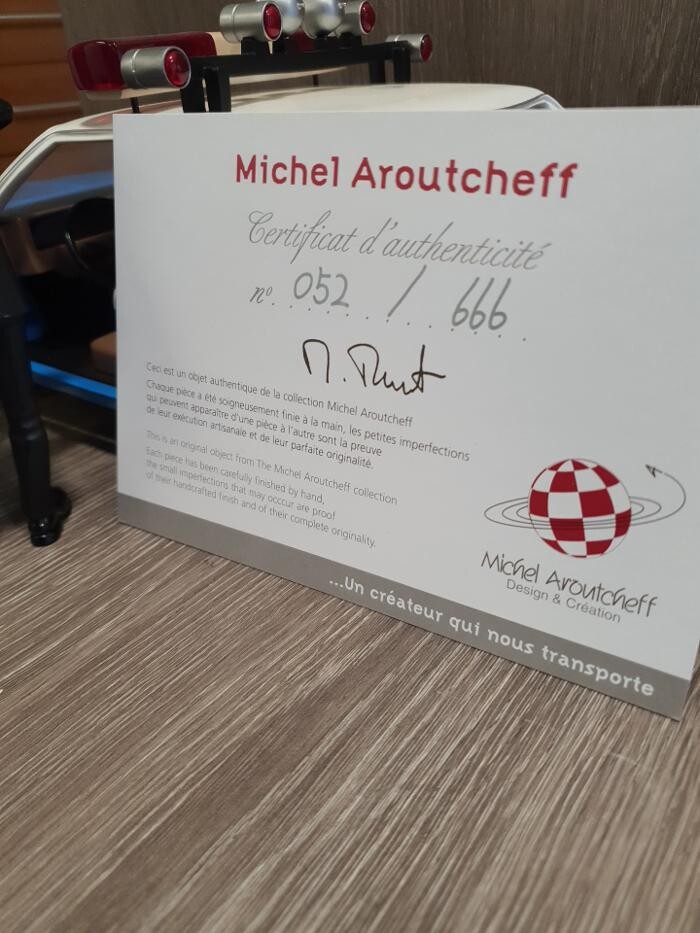 Michel Aroutcheff
Certificat d'authenticité
nº. 052 / 666
M. Arout
Ceci est un objet authentique de la collection Michel Aroutcheff
Chaque pièce a été soigneusement finie à la main, les petites imperfections
qui peuvent apparaître d'une pièce à l'autre sont la preuve
de leur exécution artisanale et de leur parfaite originalité.
This is an original object from The Michel Aroutcheff collection
Each piece has been carefully finished by hand,
the small imperfections that may occcur are proof
of their handcrafted finish and of their complete originality.
A
Michel Aroutcheff
Design & Création
...Un créateur qui nous transporte